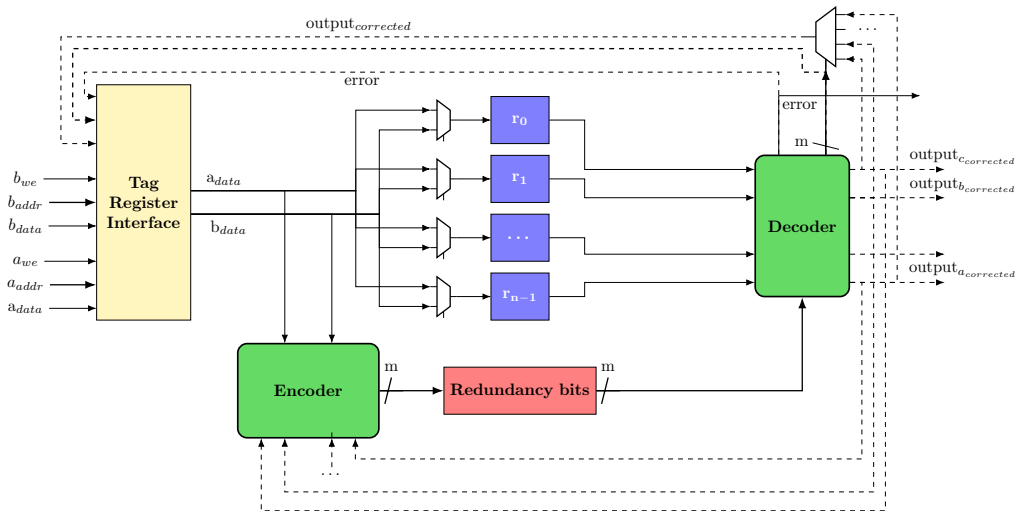 output_corrected
. . .
error
error
m
b_we
b_addr
b_data
a_we
a_addr
a_data
Tag
Register
Interface
a_data
b_data
r_0
r_1
. . .
r_n−1
Decoder
output_c_corrected
output_b_corrected
output_a_corrected
Encoder
m
Redundancy bits
m
. . .